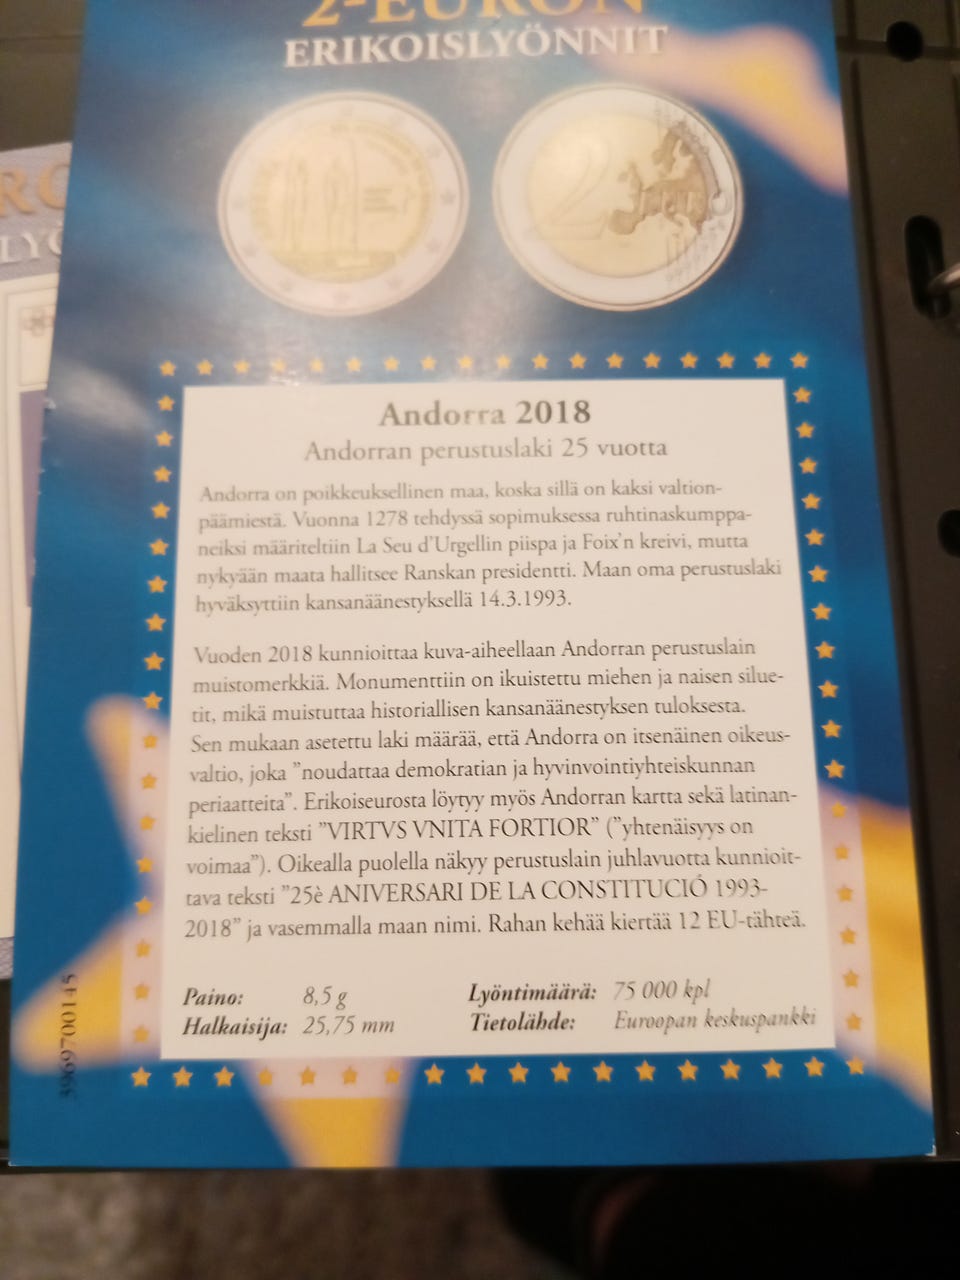 2-EURON
ERIKOISLYÖNNIT
Andorra 2018
Andorran perustuslaki 25 vuotta
Andorra on poikkeuksellinen maa, koska sillä on kaksi valtion-
päämiestä. Vuonna 1278 tehdyssä sopimuksessa ruhtinaskumppa-
neiksi määriteltiin La Seu d'Urgellin piispa ja Foix'n kreivi, mutta
nykyään maata hallitsee Ranskan presidentti. Maan oma perustuslaki
hyväksyttiin kansanäänestyksellä 14.3.1993.
Vuoden 2018 kunnioittaa kuva-aiheellaan Andorran perustuslain
muistomerkkiä. Monumenttiin on ikuistettu miehen ja naisen silue-
tit, mikä muistuttaa historiallisen kansanäänestyksen tuloksesta.
Sen mukaan asetettu laki määrää, että Andorra on itsenäinen oikeus-
valtio, joka "noudattaa demokratian ja hyvinvointiyhteiskunnan
periaatteita". Erikoiseurosta löytyy myös Andorran kartta sekä latinan-
kielinen teksti "VIRTVS VNITA FORTIOR" ("yhtenäisyys on
voimaa"). Oikealla puolella näkyy perustuslain juhlavuotta kunnioit-
tava teksti "25è ANIVERSARI DE LA CONSTITUCIÓ 1993-
2018" ja vasemmalla maan nimi. Rahan kehää kiertää 12 EU-tähteä.
Paino: 8,5 g Lyöntimäärä: 75 000 kpl
Halkaisija: 25,75 mm Tietolähde: Euroopan keskuspankki
3969700145